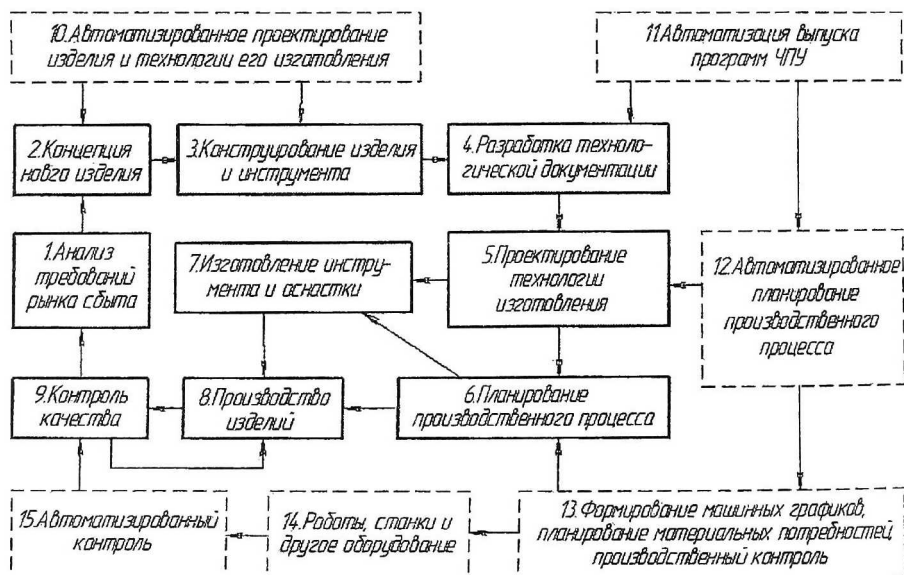 10.Автоматизированное проектирование
изделия и технологии его изготовления
11.Автоматизация выпуска
программ ЧПУ
2.Концепция
новго изделия
3.Конструирование изделия
и инструмента
4.Разработка техноло-
гической документации
1.Анализ
требований
рынка сбыта
7.Изготовление инстру-
мента и оснастки
5.Проектирование
технологии
изготовления
12.Автоматизированное
планирование
производственного
процесса
9.Контроль
качества
8.Производство
изделий
6.Планирование
производственного процесса
15.Автоматизированный
контроль
14.Роботы, станки и
другое оборудование
13.Формирование машинных графиков,
планирование материальных потребностей,
производственный контроль